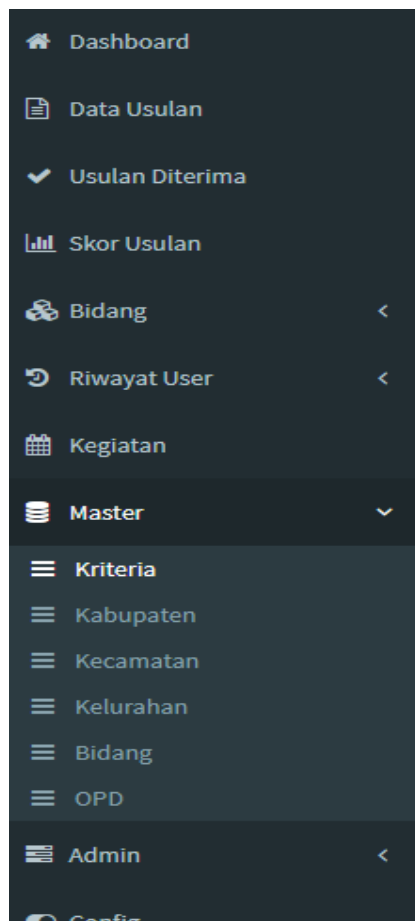 Dashboard
Data Usulan
Usulan Diterima
Skor Usulan
Bidang
Riwayat User
Kegiatan
Master
Kriteria
Kabupaten
Kecamatan
Kelurahan
Bidang
OPD
Admin
Config